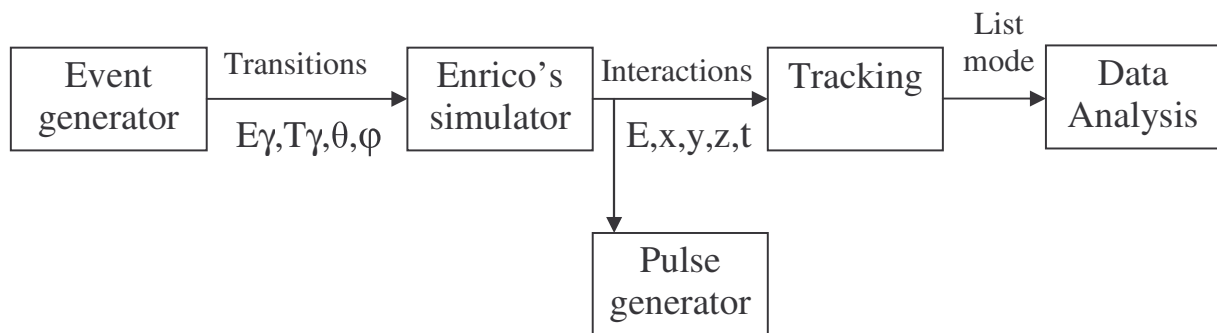 Event
generator
Transitions
Eγ,Tγ,θ,φ
Enrico's
simulator
Interactions
E,x,y,z,t
Tracking
List
mode
Data
Analysis
Pulse
generator